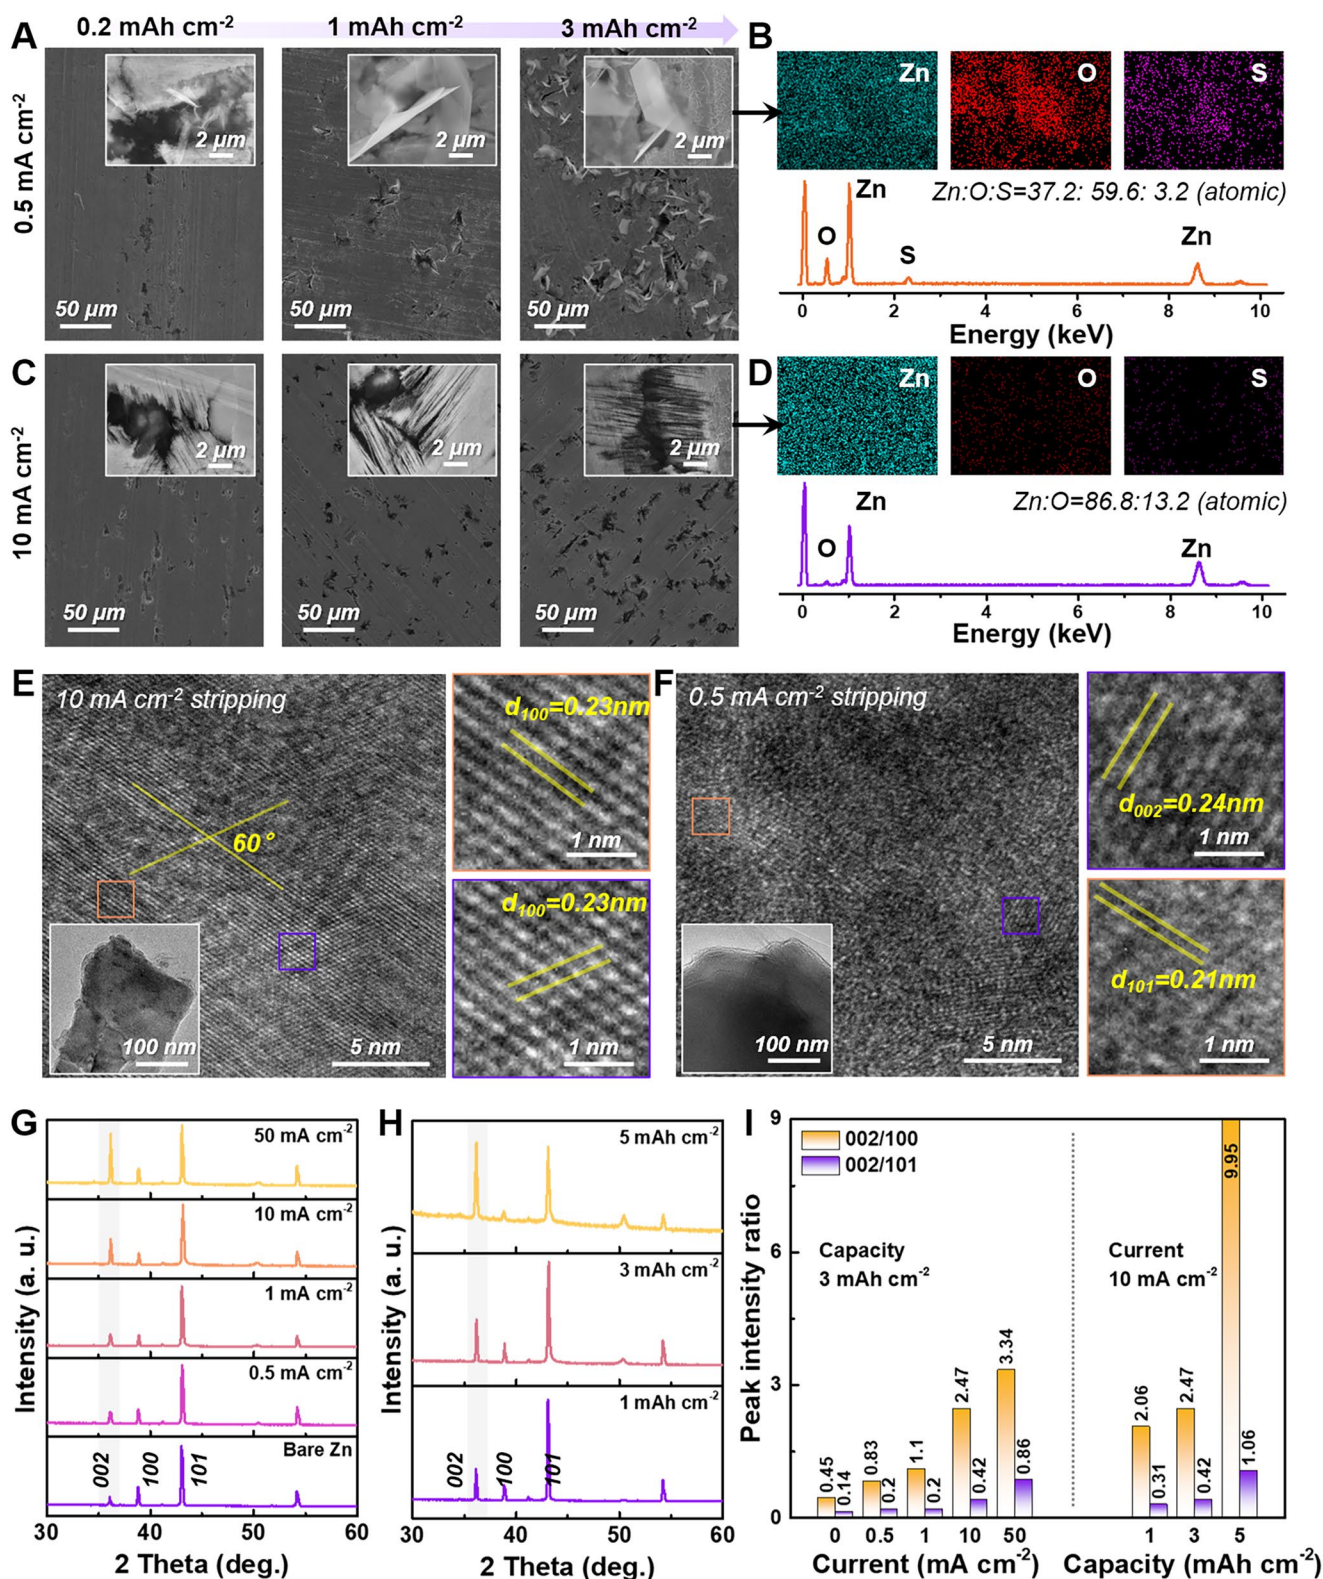 A
0.2 mAh cm-2
1 mAh cm-2
3 mAh cm-2
0.5 mA cm-2
2 μm
2 μm
2 μm
50 μm
50 μm
50 μm
B
Zn
O
S
Zn:O:S=37.2: 59.6: 3.2 (atomic)
Zn
O
S
Zn
0 2 4 6 8 10
Energy (keV)
C
10 mA cm-2
2 μm
2 μm
2 μm
50 μm
50 μm
50 μm
D
Zn
O
S
Zn:O=86.8:13.2 (atomic)
Zn
O
Zn
0 2 4 6 8 10
Energy (keV)
E
10 mA cm-2 stripping
60°
100 nm
5 nm
d100=0.23nm
1 nm
d100=0.23nm
1 nm
F
0.5 mA cm-2 stripping
100 nm
5 nm
d002=0.24nm
1 nm
d101=0.21nm
1 nm
G
50 mA cm-2
10 mA cm-2
1 mA cm-2
0.5 mA cm-2
Bare Zn
002
100
101
30 40 50 60
2 Theta (deg.)
Intensity (a. u.)
H
5 mAh cm-2
3 mAh cm-2
1 mAh cm-2
002
100
101
30 40 50 60
2 Theta (deg.)
Intensity (a. u.)
I
9
6
3
0
Peak intensity ratio
002/100
002/101
Capacity
3 mAh cm-2
Current
10 mA cm-2
0.45
0.14
0.83
0.2
1.1
0.2
2.47
0.42
3.34
0.86
2.06
0.31
2.47
0.42
9.95
1.06
0 0.5 1 10 50
1 3 5
Current (mA cm-2)
Capacity (mAh cm-2)